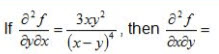 If ∂²f/∂y∂x = 3xy²/(x−y)⁴, then ∂²f/∂x∂y =